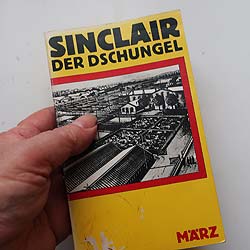 SINCLAIR
DER DSCHUNGEL
MÄRZ